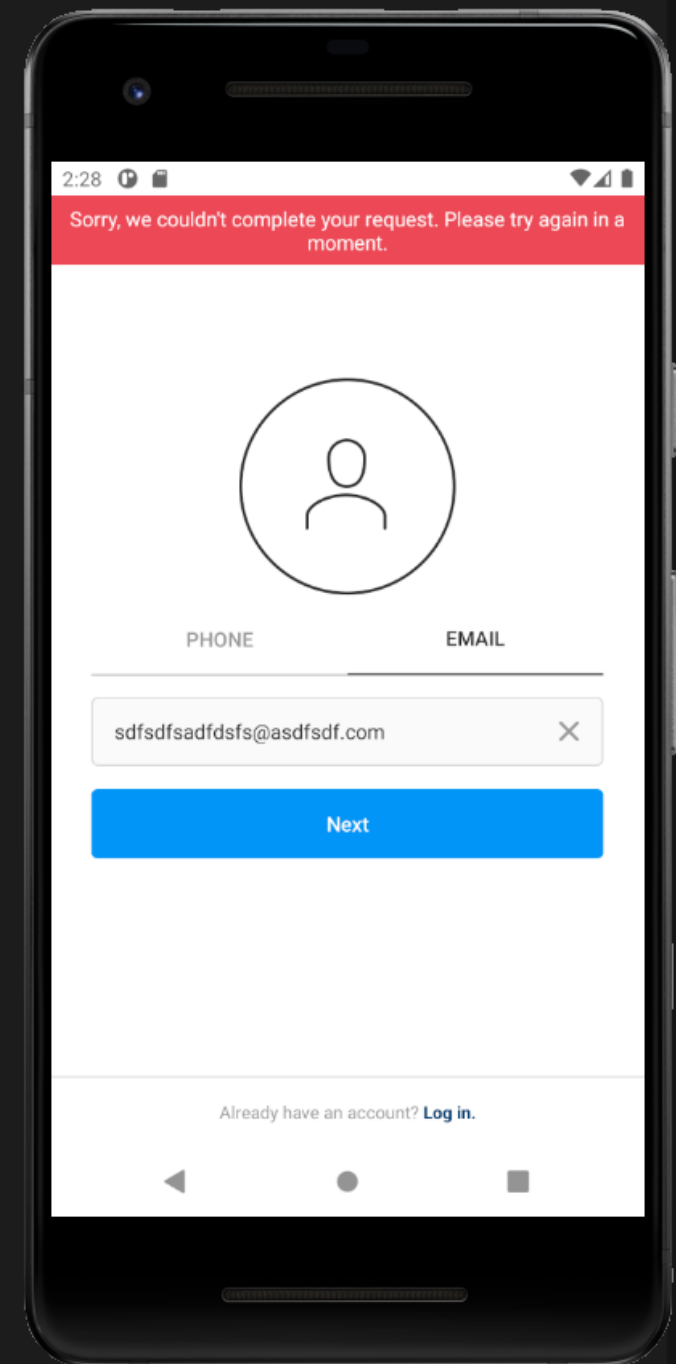 2:28
Sorry, we couldn't complete your request. Please try again in a
moment.
PHONE
EMAIL
sdfsdfsadfdsfs@asdfsdf.com
Next
Already have an account? Log in.